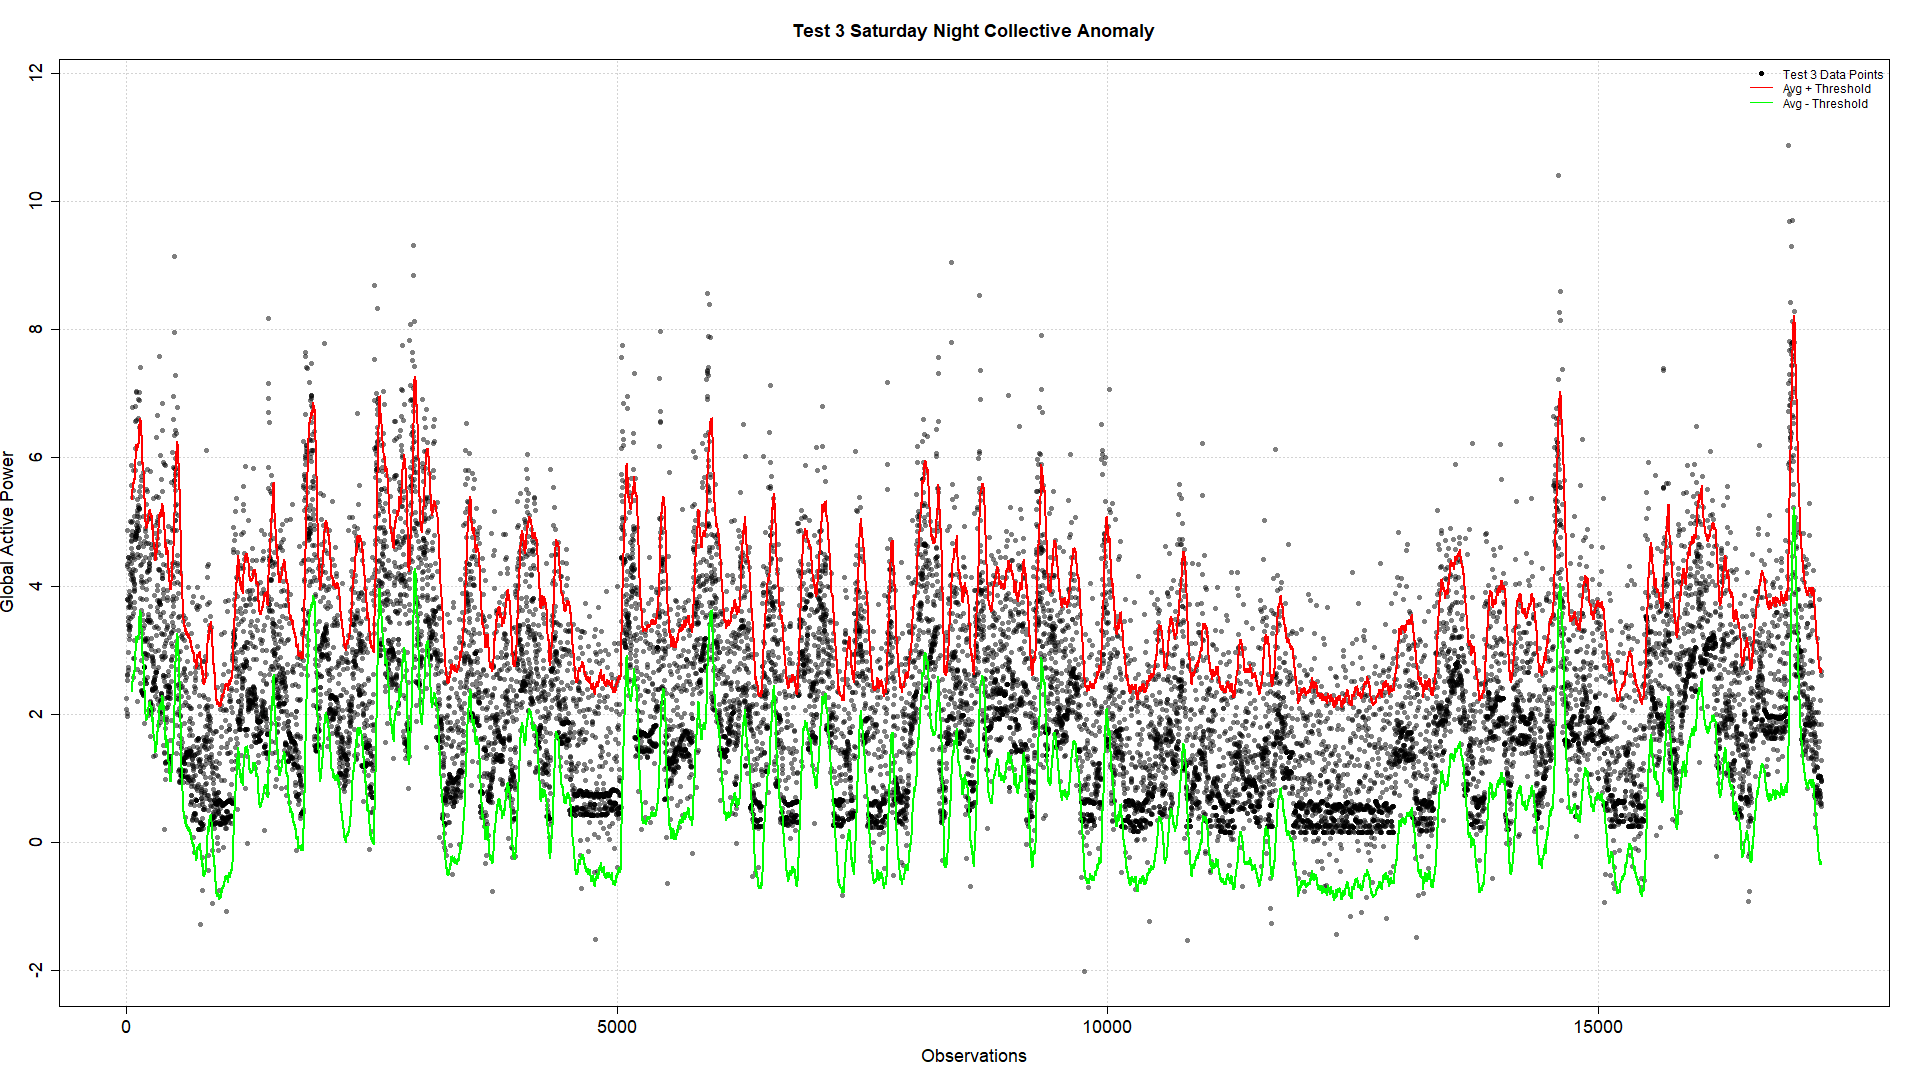 Test 3 Saturday Night Collective Anomaly
Test 3 Data Points
Avg + Threshold
Avg - Threshold
Global Active Power
12
10
8
6
4
2
0
-2
0 5000 10000 15000
Observations